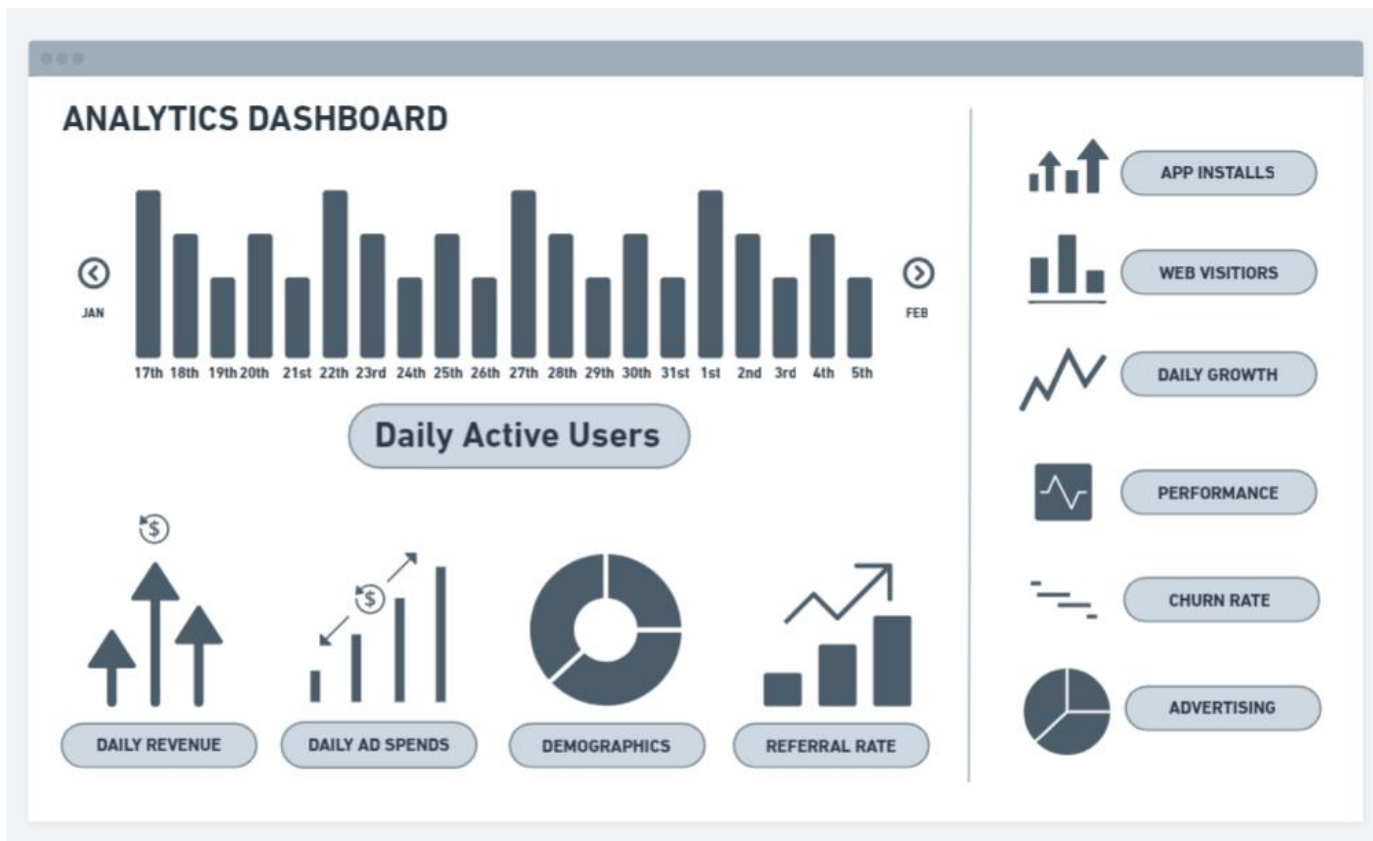 ANALYTICS DASHBOARD
JAN
FEB
17th 18th 19th 20th 21st 22th 23rd 24th 25th 26th 27th 28th 29th 30th 31st 1st 2nd 3rd 4th 5th
Daily Active Users
$
$
DAILY REVENUE
DAILY AD SPENDS
DEMOGRAPHICS
REFERRAL RATE
APP INSTALLS
WEB VISITIORS
DAILY GROWTH
PERFORMANCE
CHURN RATE
ADVERTISING